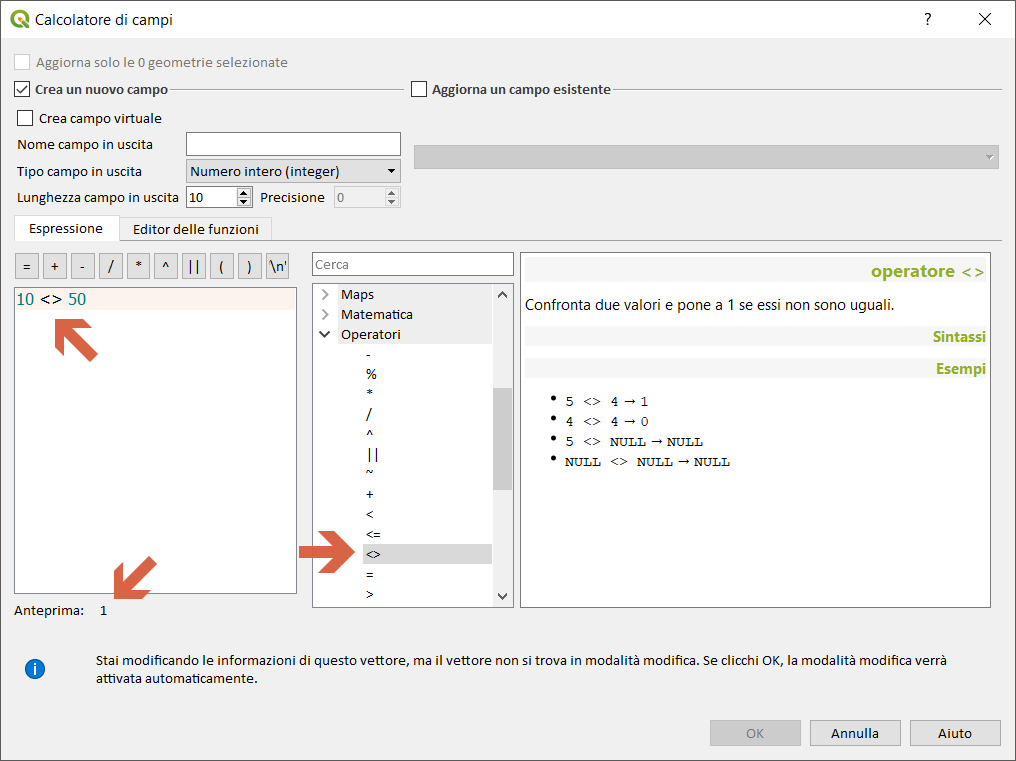 Calcolatore di campi
?
Aggiorna solo le 0 geometrie selezionate
Crea un nuovo campo
Aggiorna un campo esistente
Crea campo virtuale
Nome campo in uscita
Tipo campo in uscita Numero intero (integer)
Lunghezza campo in uscita 10 Precisione 0
Espressione Editor delle funzioni
= + - / * ^ || ( ) \n'
10 <> 50
Anteprima: 1
Cerca
Maps
Matematica
Operatori
-
%
*
/
^
||
~
+
<
<=
<>
=
>
operatore <>
Confronta due valori e pone a 1 se essi non sono uguali.
Sintassi
Esempi
• 5 <> 4 → 1
• 4 <> 4 → 0
• 5 <> NULL → NULL
• NULL <> NULL → NULL
Stai modificando le informazioni di questo vettore, ma il vettore non si trova in modalità modifica. Se clicchi OK, la modalità modifica verrà
attivata automaticamente.
OK Annulla Aiuto